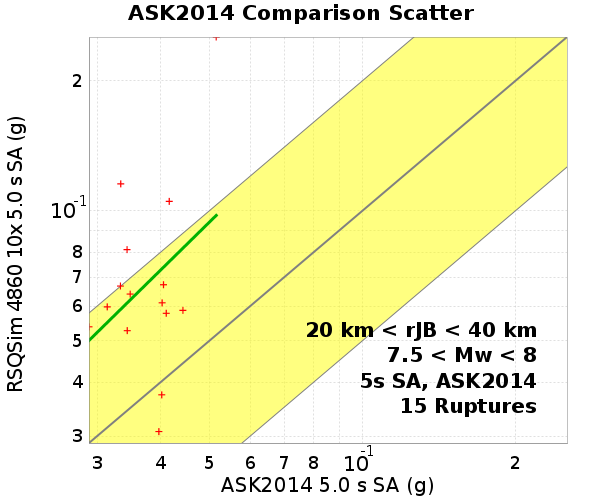 ASK2014 Comparison Scatter
RSQSim 4860 10x 5.0 s SA (g)
2
10-1
8
7
6
5
4
3
20 km < rJB < 40 km
7.5 < Mw < 8
5s SA, ASK2014
15 Ruptures
3 4 5 6 7 8 10-1 2
ASK2014 5.0 s SA (g)